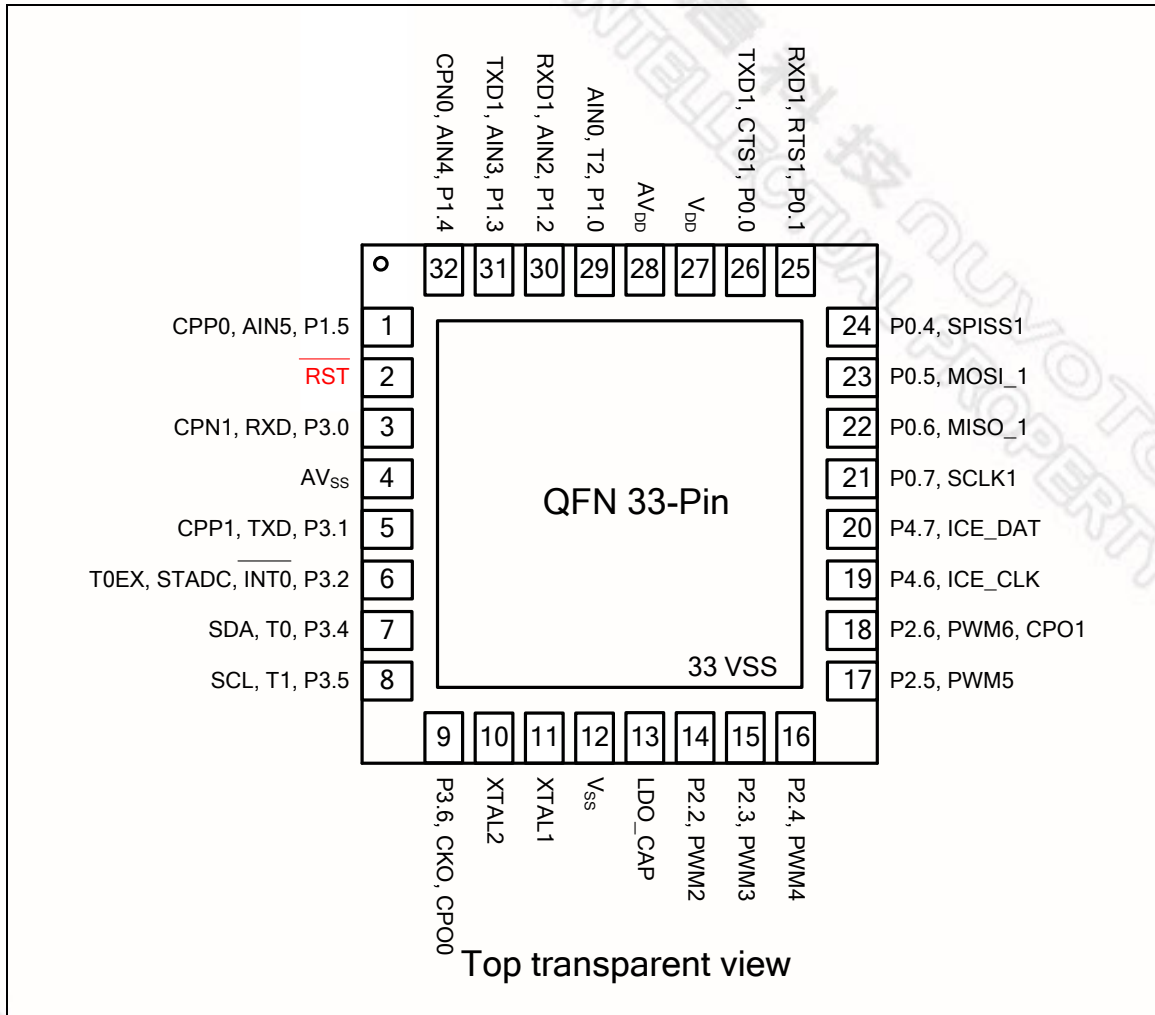 CPN0, AIN4, P1.4
TXD1, AIN3, P1.3
RXD1, AIN2, P1.2
AIN0, T2, P1.0
AVDD
VDD
TXD1, CTS1, P0.0
RXD1, RTS1, P0.1
32
31
30
29
28
27
26
25
CPP0, AIN5, P1.5
1
RST
2
CPN1, RXD, P3.0
3
AVSS
4
CPP1, TXD, P3.1
5
T0EX, STADC, INT0, P3.2
6
SDA, T0, P3.4
7
SCL, T1, P3.5
8
QFN 33-Pin
33 VSS
24 P0.4, SPISS1
23 P0.5, MOSI_1
22 P0.6, MISO_1
21 P0.7, SCLK1
20 P4.7, ICE_DAT
19 P4.6, ICE_CLK
18 P2.6, PWM6, CPO1
17 P2.5, PWM5
9
10
11
12
13
14
15
16
P3.6, CKO, CPO0
XTAL2
XTAL1
VSS
LDO_CAP
P2.2, PWM2
P2.3, PWM3
P2.4, PWM4
Top transparent view
科技 NUVOTO
INTELLECTUAL PROPERTY